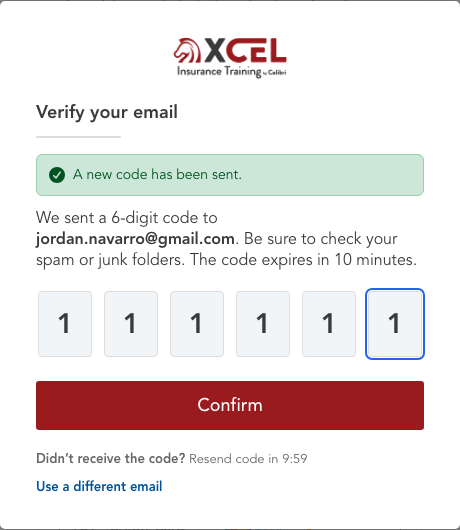 XCEL
Insurance Training by Colibri
Verify your email
A new code has been sent.
We sent a 6-digit code to
jordan.navarro@gmail.com. Be sure to check your
spam or junk folders. The code expires in 10 minutes.
1 1 1 1 1 1
Confirm
Didn’t receive the code? Resend code in 9:59
Use a different email